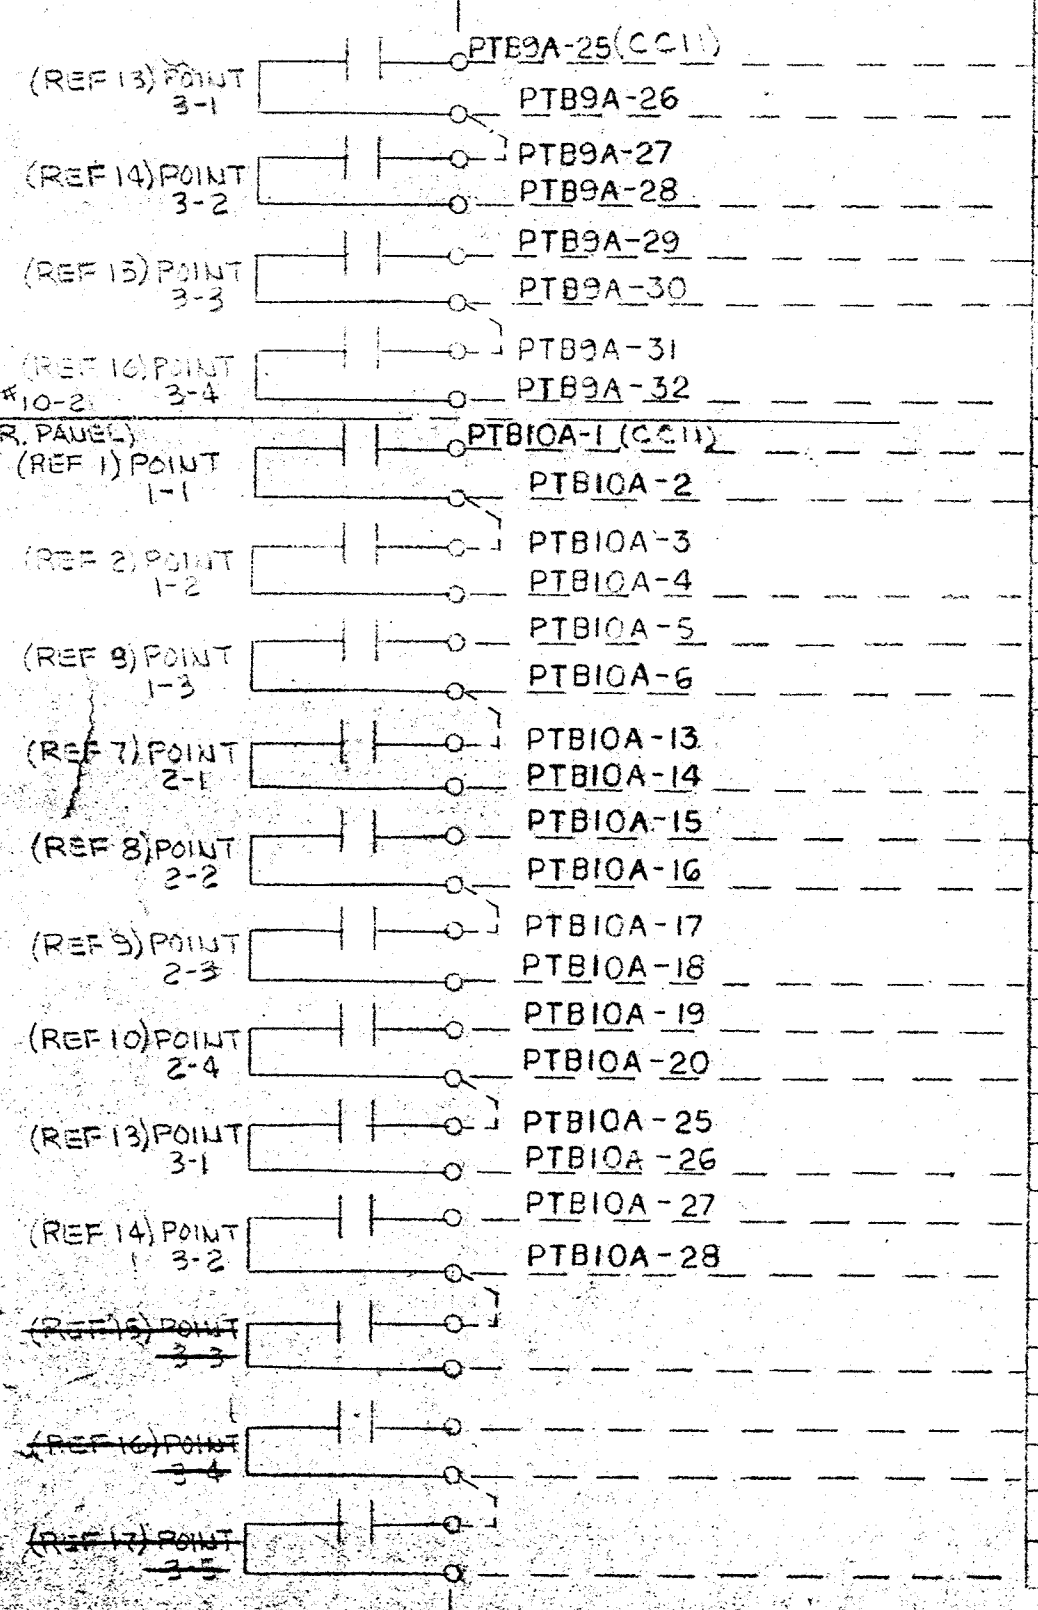 PTB9A-25(CC11)
(REF 13) POINT
3-1
PTB9A-26
PTB9A-27
(REF 14) POINT
3-2
PTB9A-28
PTB9A-29
(REF 15) POINT
3-3
PTB9A-30
PTB9A-31
(REF 16) POINT
3-4
PTB9A-32
#10-2
R. PANEL)
PTB10A-1 (CC11)
(REF 1) POINT
1-1
PTB10A-2
PTB10A-3
(REF 2) POINT
1-2
PTB10A-4
PTB10A-5
(REF 9) POINT
1-3
PTB10A-6
PTB10A-13
(REF 7) POINT
2-1
PTB10A-14
PTB10A-15
(REF 8) POINT
2-2
PTB10A-16
PTB10A-17
(REF 9) POINT
2-3
PTB10A-18
PTB10A-19
(REF 10) POINT
2-4
PTB10A-20
PTB10A-25
(REF 13) POINT
3-1
PTB10A-26
PTB10A-27
(REF 14) POINT
3-2
PTB10A-28
(REF 15) POINT
3-3
(REF 16) POINT
3-4
(REF 17) POINT
3-5